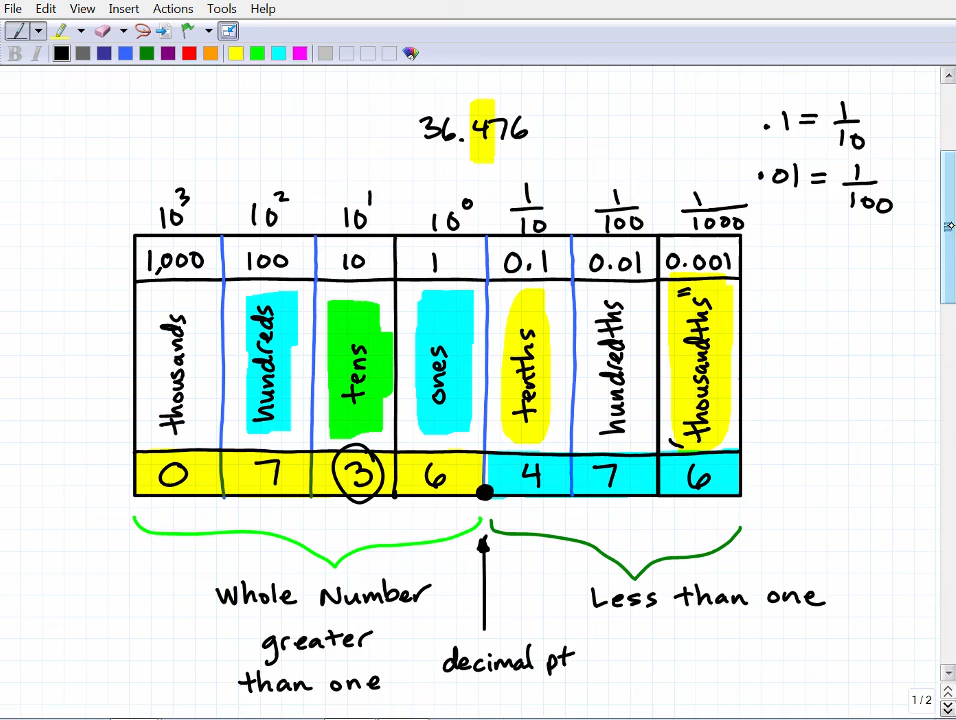 File Edit View Insert Actions Tools Help
B I
36.476
.1 = 1/10
.01 = 1/100
10³ 10² 10¹ 10⁰ 1/10 1/100 1/1000
1,000 100 10 1 0.1 0.01 0.001
thousands hundreds tens ones tenths hundredths "thousandths"
0 7 3 6 . 4 7 6
Whole Number
greater
than one
decimal pt
Less than one
1 / 2